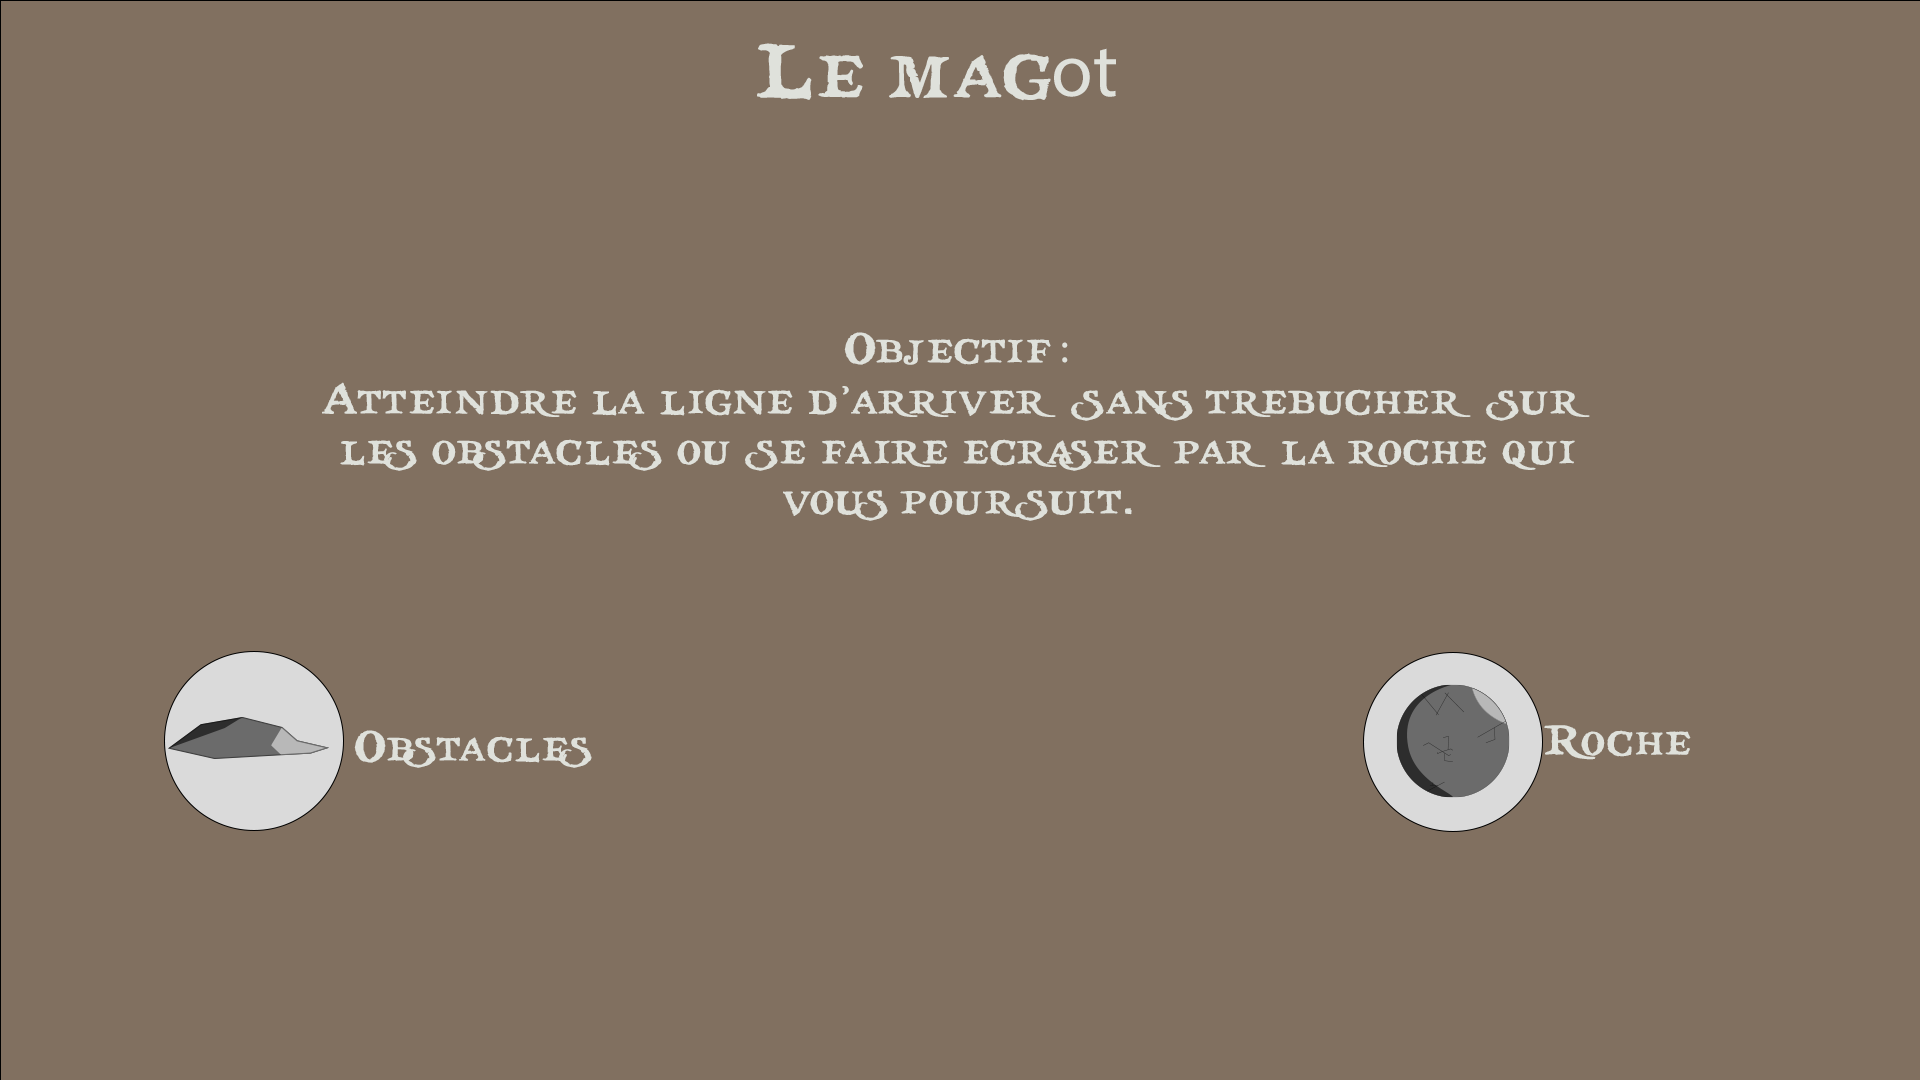 Le magot
Objectif :
Atteindre la ligne d'arriver sans trebucher sur
les obstacles ou se faire ecraser par la roche qui
vous poursuit.
Obstacles
Roche